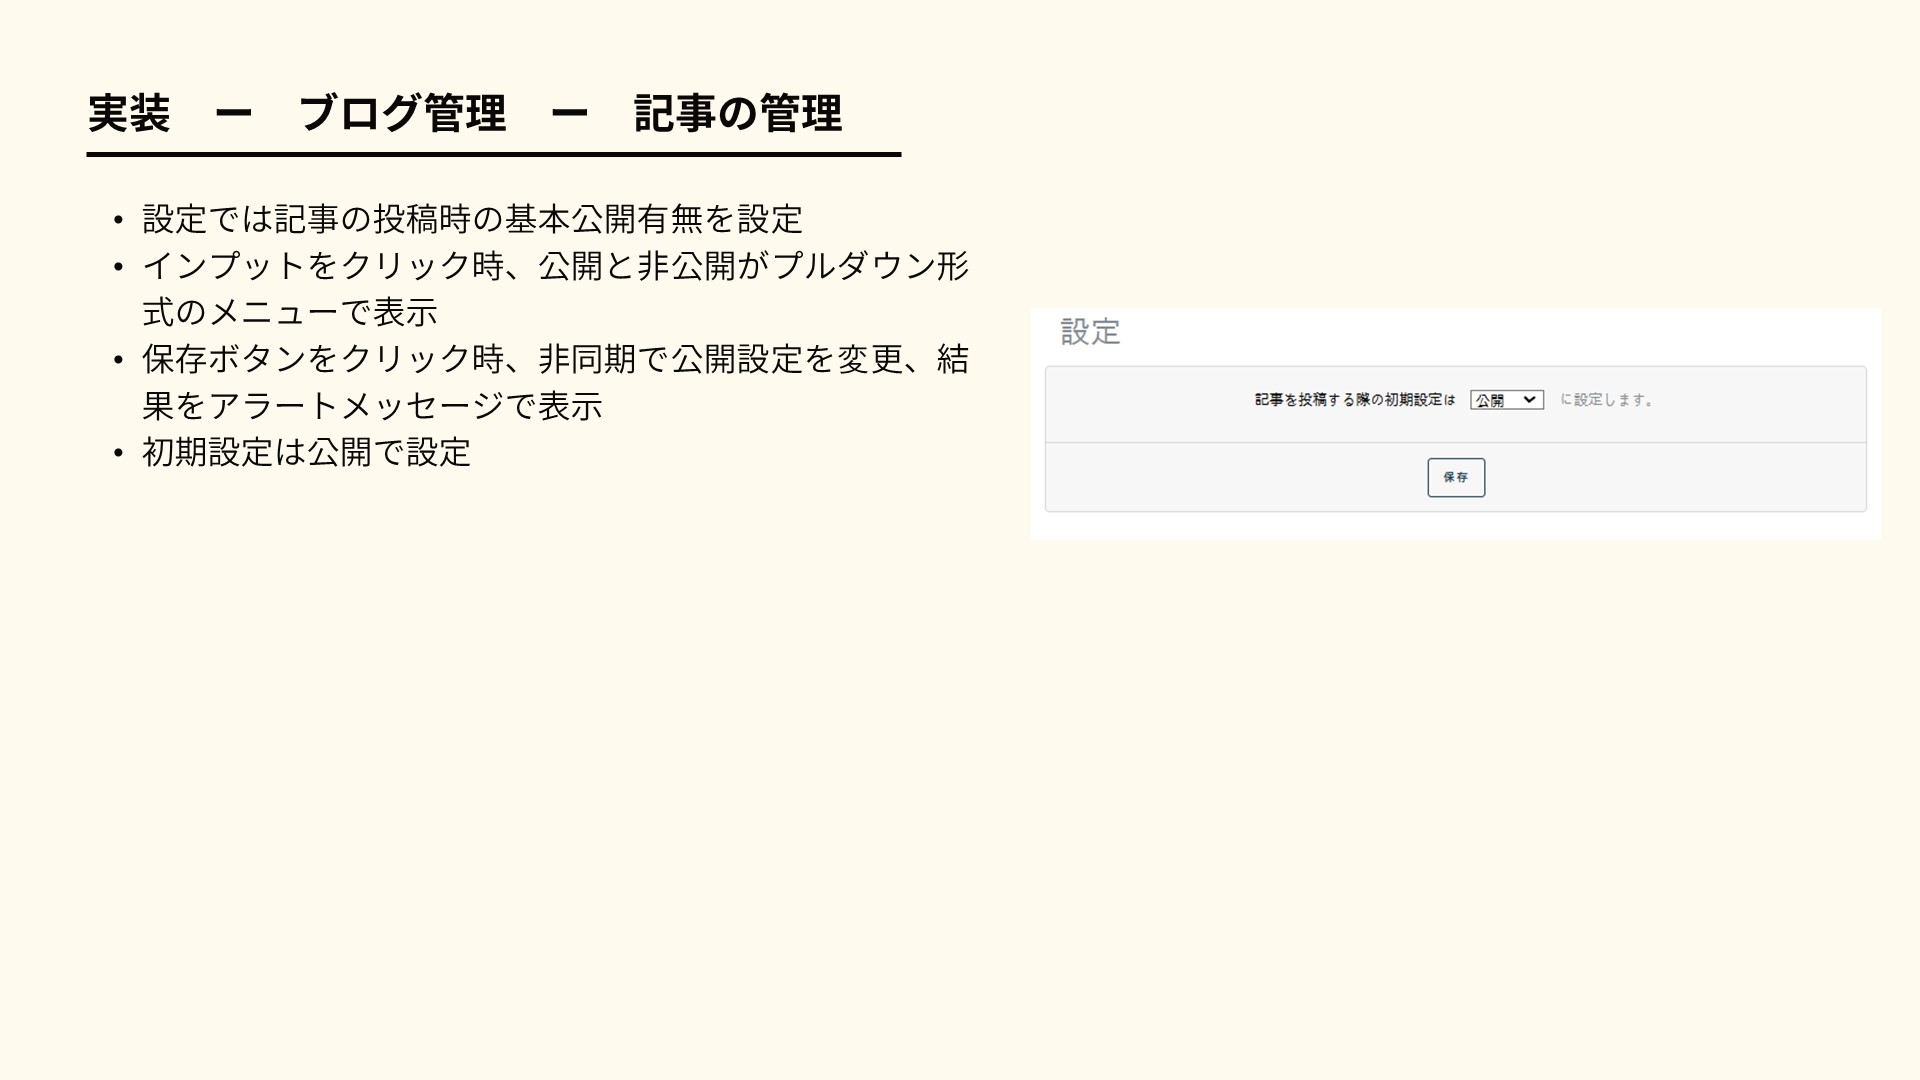 実装　ー　ブログ管理　ー　記事の管理
• 設定では記事の投稿時の基本公開有無を設定
• インプットをクリック時、公開と非公開がプルダウン形
式のメニューで表示
• 保存ボタンをクリック時、非同期で公開設定を変更、結
果をアラートメッセージで表示
• 初期設定は公開で設定
設定
記事を投稿する際の初期設定は 公開 に設定します。
保存